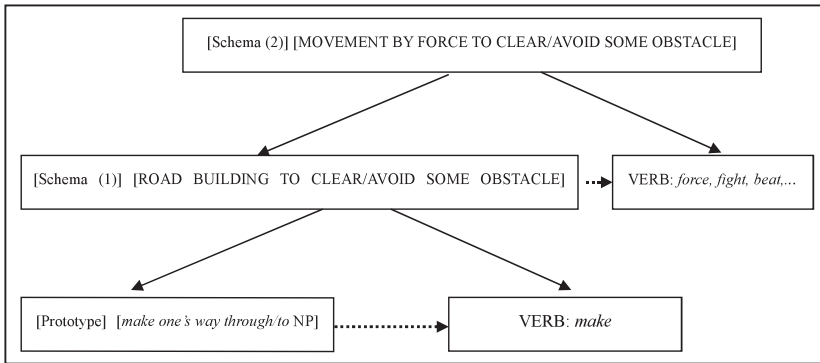 [Schema (2)] [MOVEMENT BY FORCE TO CLEAR/AVOID SOME OBSTACLE]
[Schema (1)] [ROAD BUILDING TO CLEAR/AVOID SOME OBSTACLE]
VERB: force, fight, beat,...
[Prototype] [make one's way through/to NP]
VERB: make